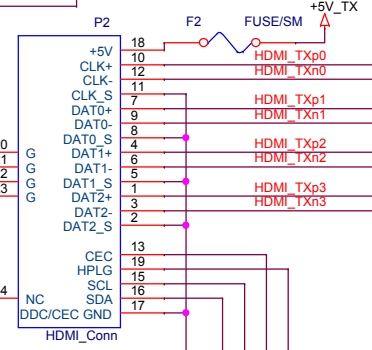 +5V_TX
P2 F2 FUSE/SM
+5V 18
CLK+ 10 HDMI_TXp0
CLK- 12 HDMI_TXn0
CLK_S 11
DAT0+ 7 HDMI_TXp1
DAT0- 9 HDMI_TXn1
DAT0_S 8
0 G DAT1+ 4 HDMI_TXp2
1 G DAT1- 6 HDMI_TXn2
2 G DAT1_S 5
3 G DAT2+ 1 HDMI_TXp3
DAT2- 3 HDMI_TXn3
DAT2_S 2
CEC 13
HPLG 19
SCL 15
4 NC SDA 16
DDC/CEC GND 17
HDMI_Conn